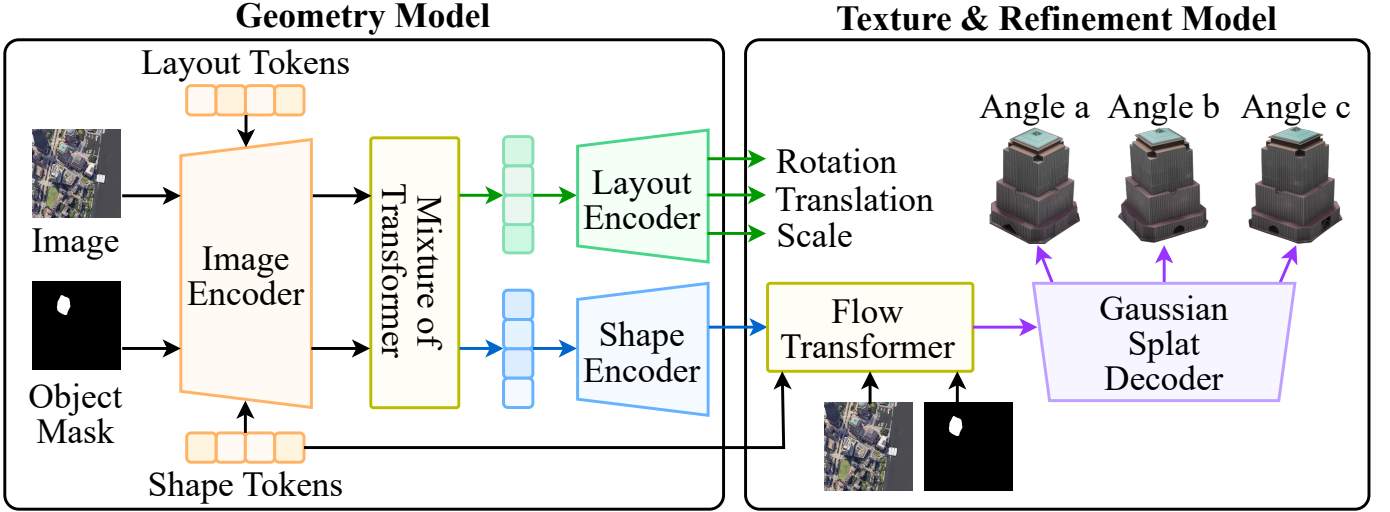 Geometry Model
Texture & Refinement Model
Layout Tokens
Image
Object
Mask
Image
Encoder
Shape Tokens
Mixture of
Transformer
Layout
Encoder
Shape
Encoder
Rotation
Translation
Scale
Flow
Transformer
Angle a
Angle b
Angle c
Gaussian
Splat
Decoder